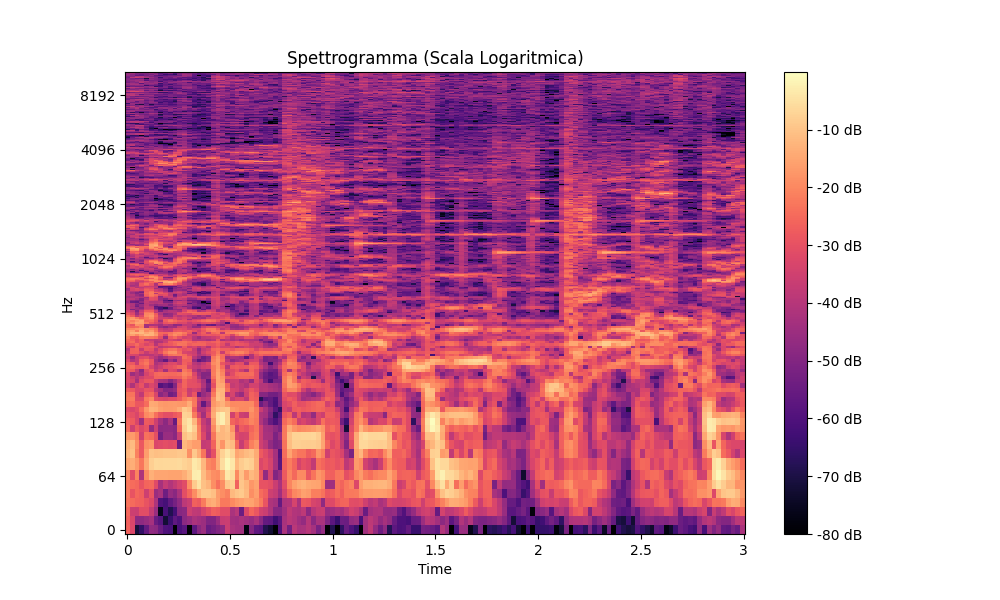 Spettrogramma (Scala Logaritmica)
Hz
8192
4096
2048
1024
512
256
128
64
0
0
0.5
1
1.5
2
2.5
3
Time
-10 dB
-20 dB
-30 dB
-40 dB
-50 dB
-60 dB
-70 dB
-80 dB